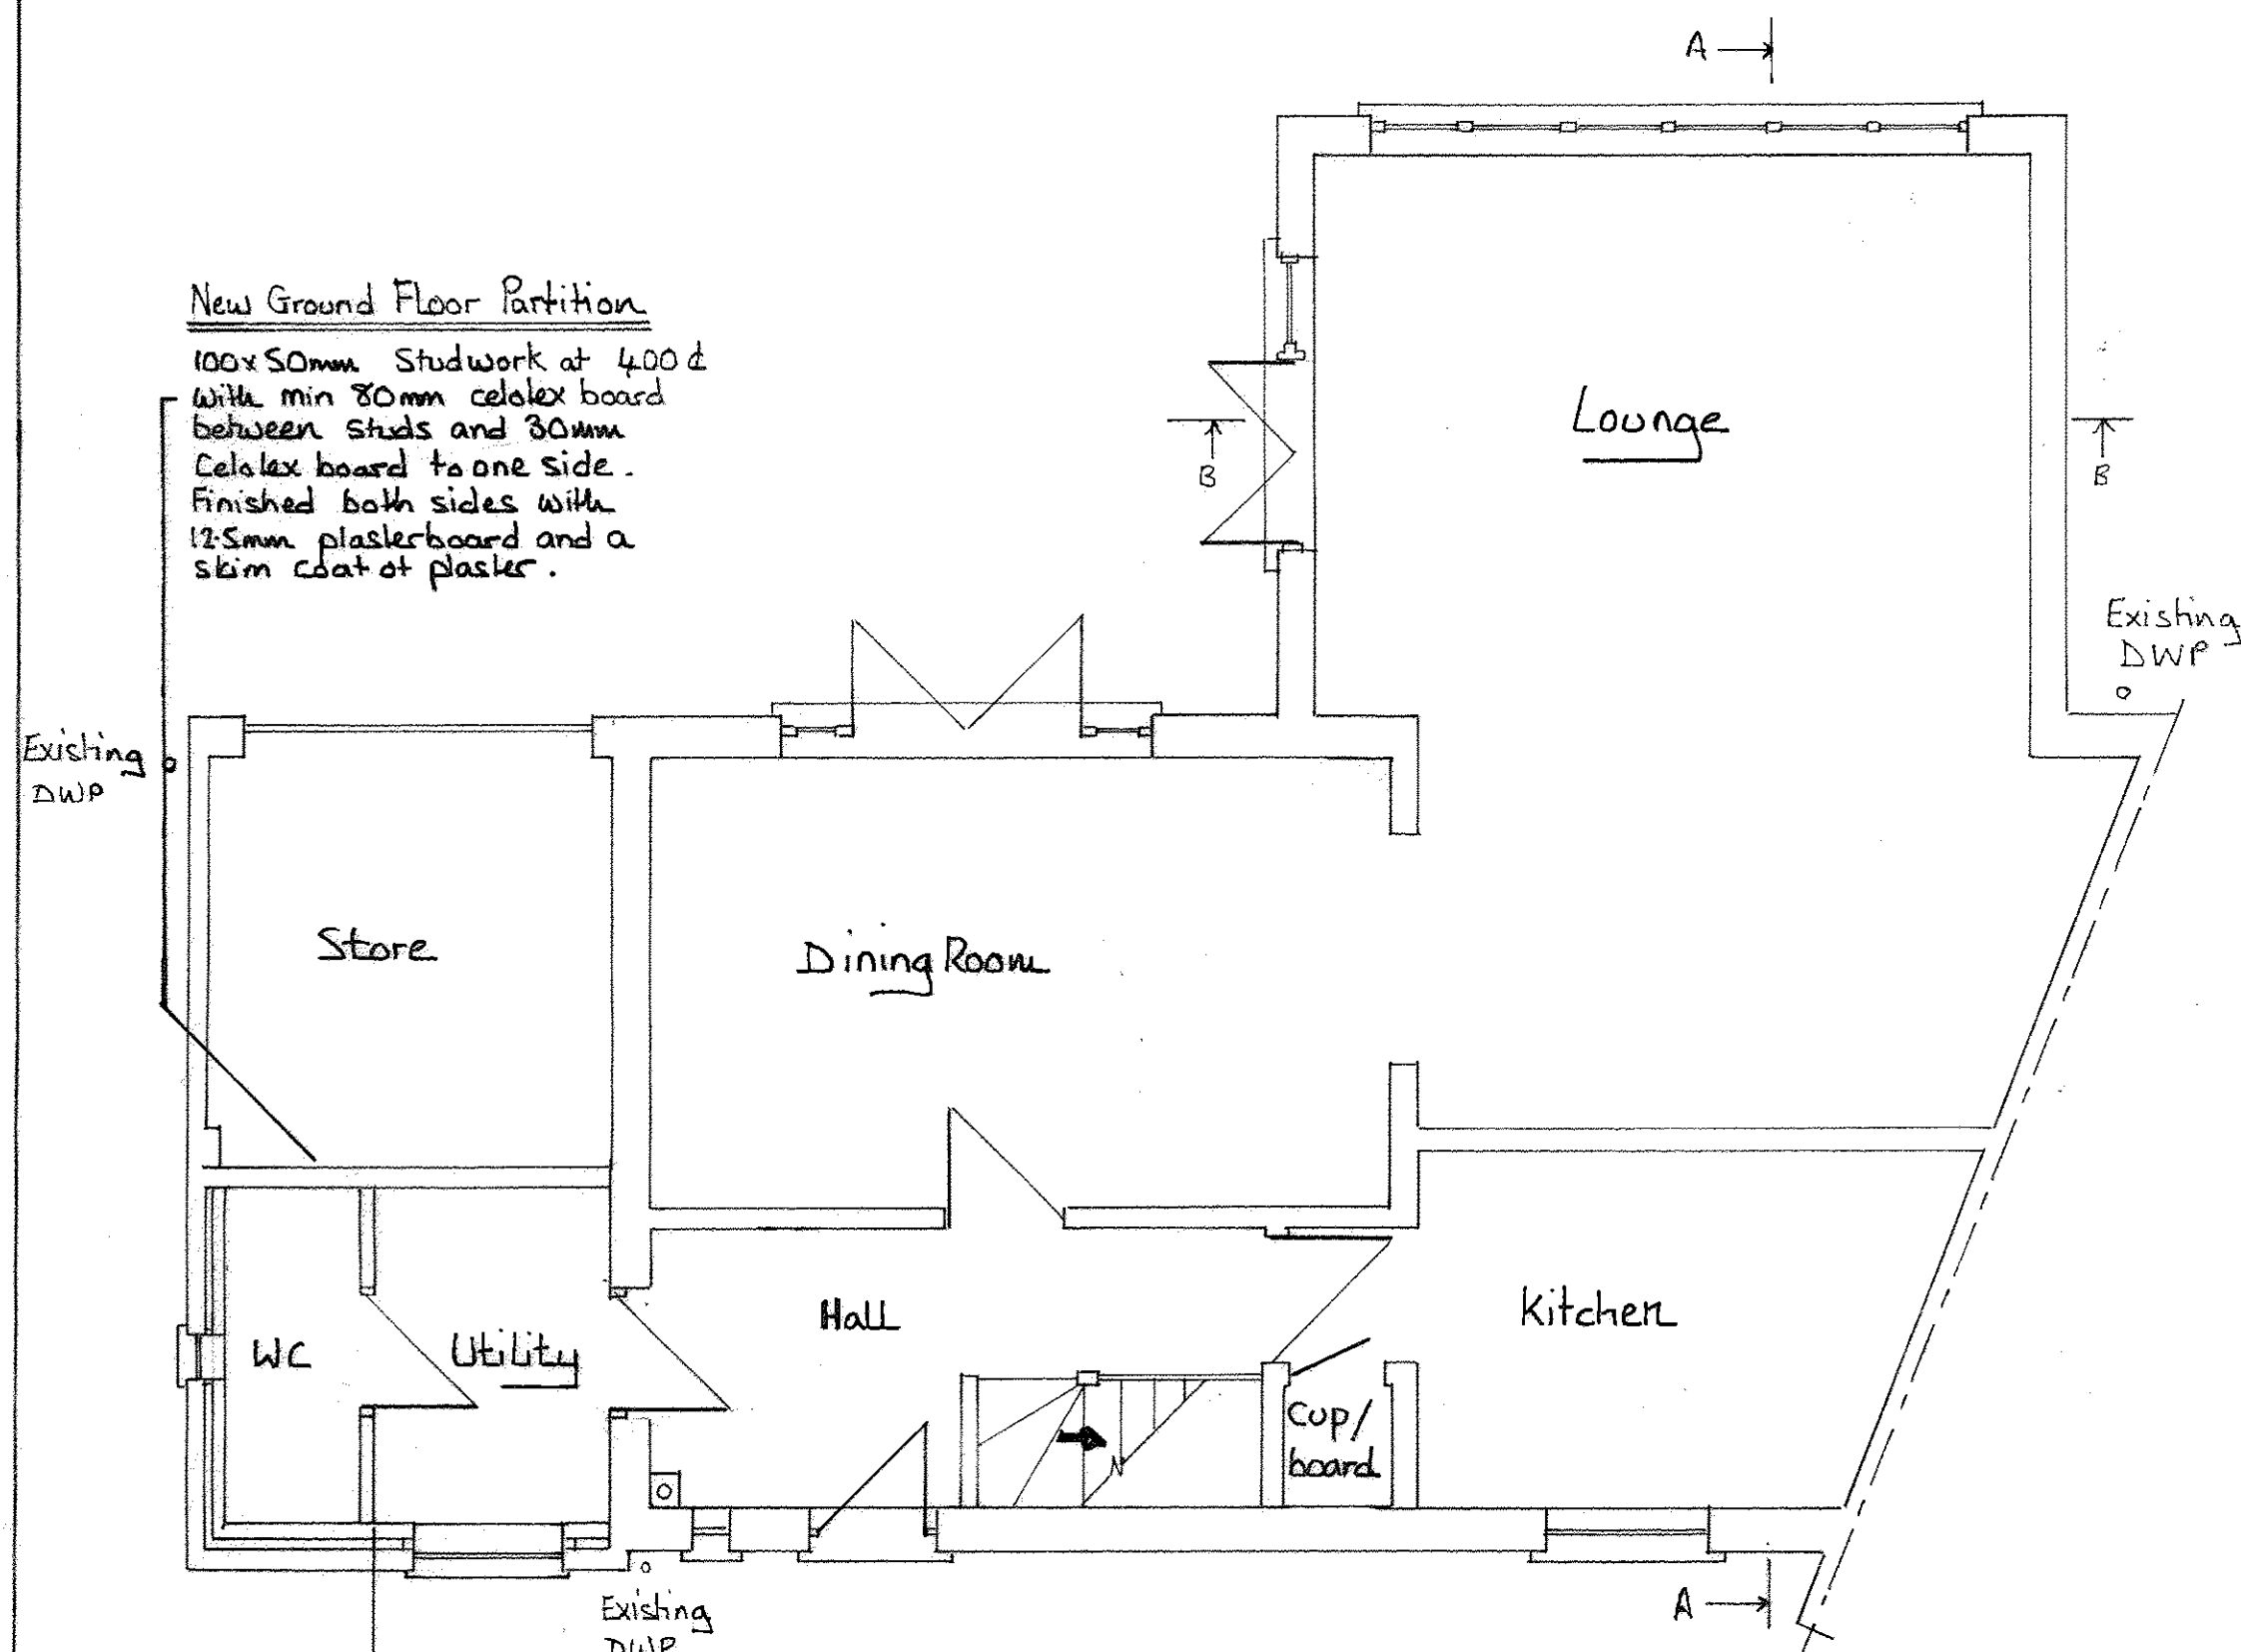 A
New Ground Floor Partition
100x50mm Studwork at 400 ⅊
with min 80mm celotex board
between studs and 30mm
Celotex board to one side.
Finished both sides with
12.5mm plasterboard and a
skim coat of plaster.
Lounge
B
B
Existing
DWP
Existing
DWP
Store
Dining Room
Hall
Kitchen
WC
Utility
Cup/
board
N
A
Existing
DWP